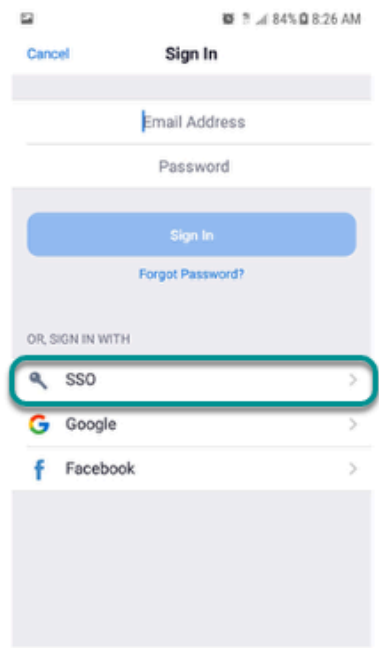 84% 8:26 AM
Cancel Sign In
Email Address
Password
Sign In
Forgot Password?
OR, SIGN IN WITH
SSO
Google
Facebook